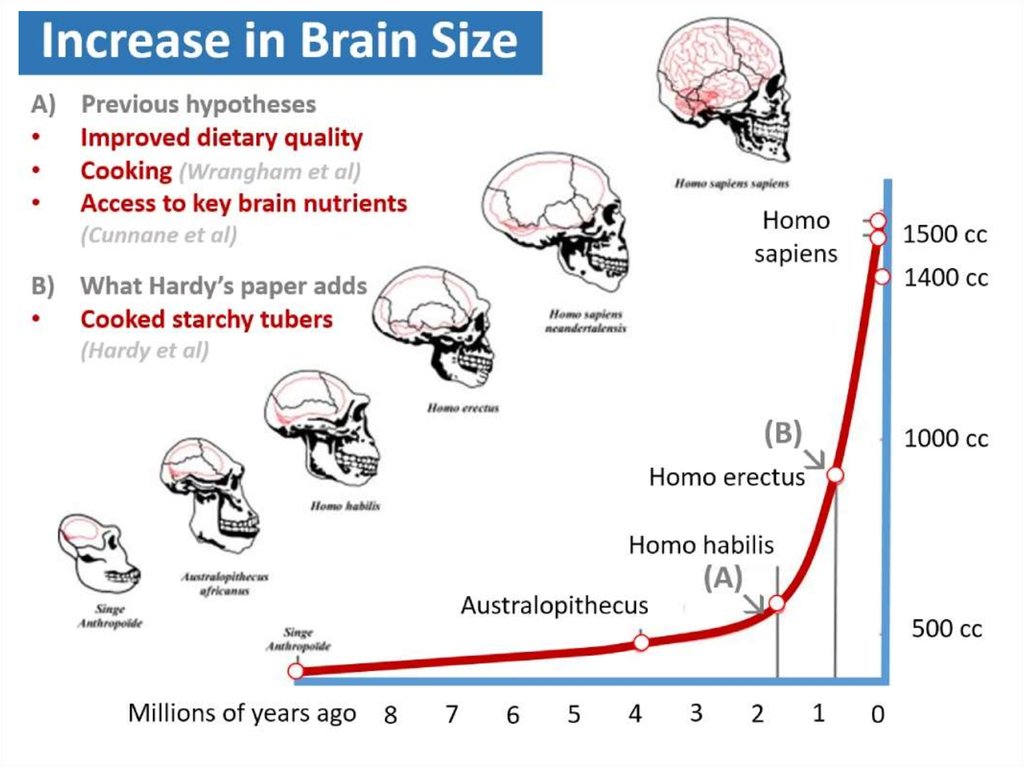 Increase in Brain Size
A) Previous hypotheses
• Improved dietary quality
• Cooking (Wrangham et al)
• Access to key brain nutrients
(Cunnane et al)
B) What Hardy's paper adds
• Cooked starchy tubers
(Hardy et al)
Homo sapiens sapiens
Homo sapiens
neandertalensis
Homo erectus
Homo habilis
Australopithecus
africanus
Singe
Anthropoïde
Homo
sapiens
1500 cc
1400 cc
(B)
1000 cc
Homo erectus
Homo habilis
(A)
Australopithecus
500 cc
Singe
Anthropoïde
Millions of years ago 8 7 6 5 4 3 2 1 0